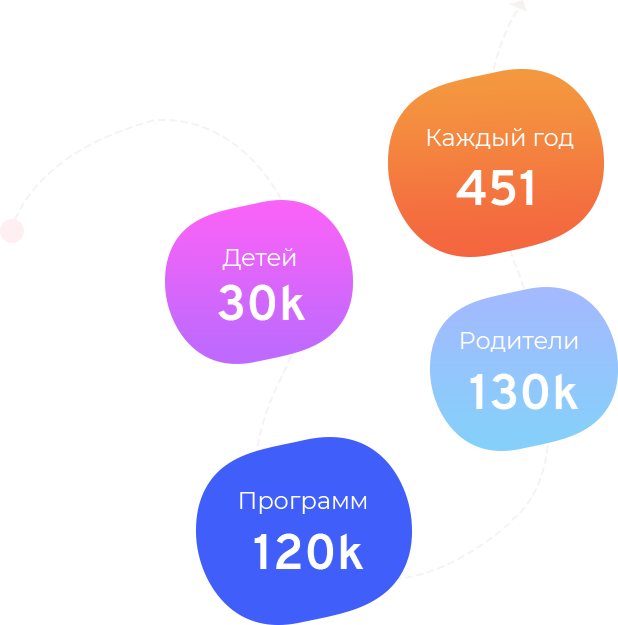 Каждый год
451
Детей
30k
Родители
130k
Программ
120k